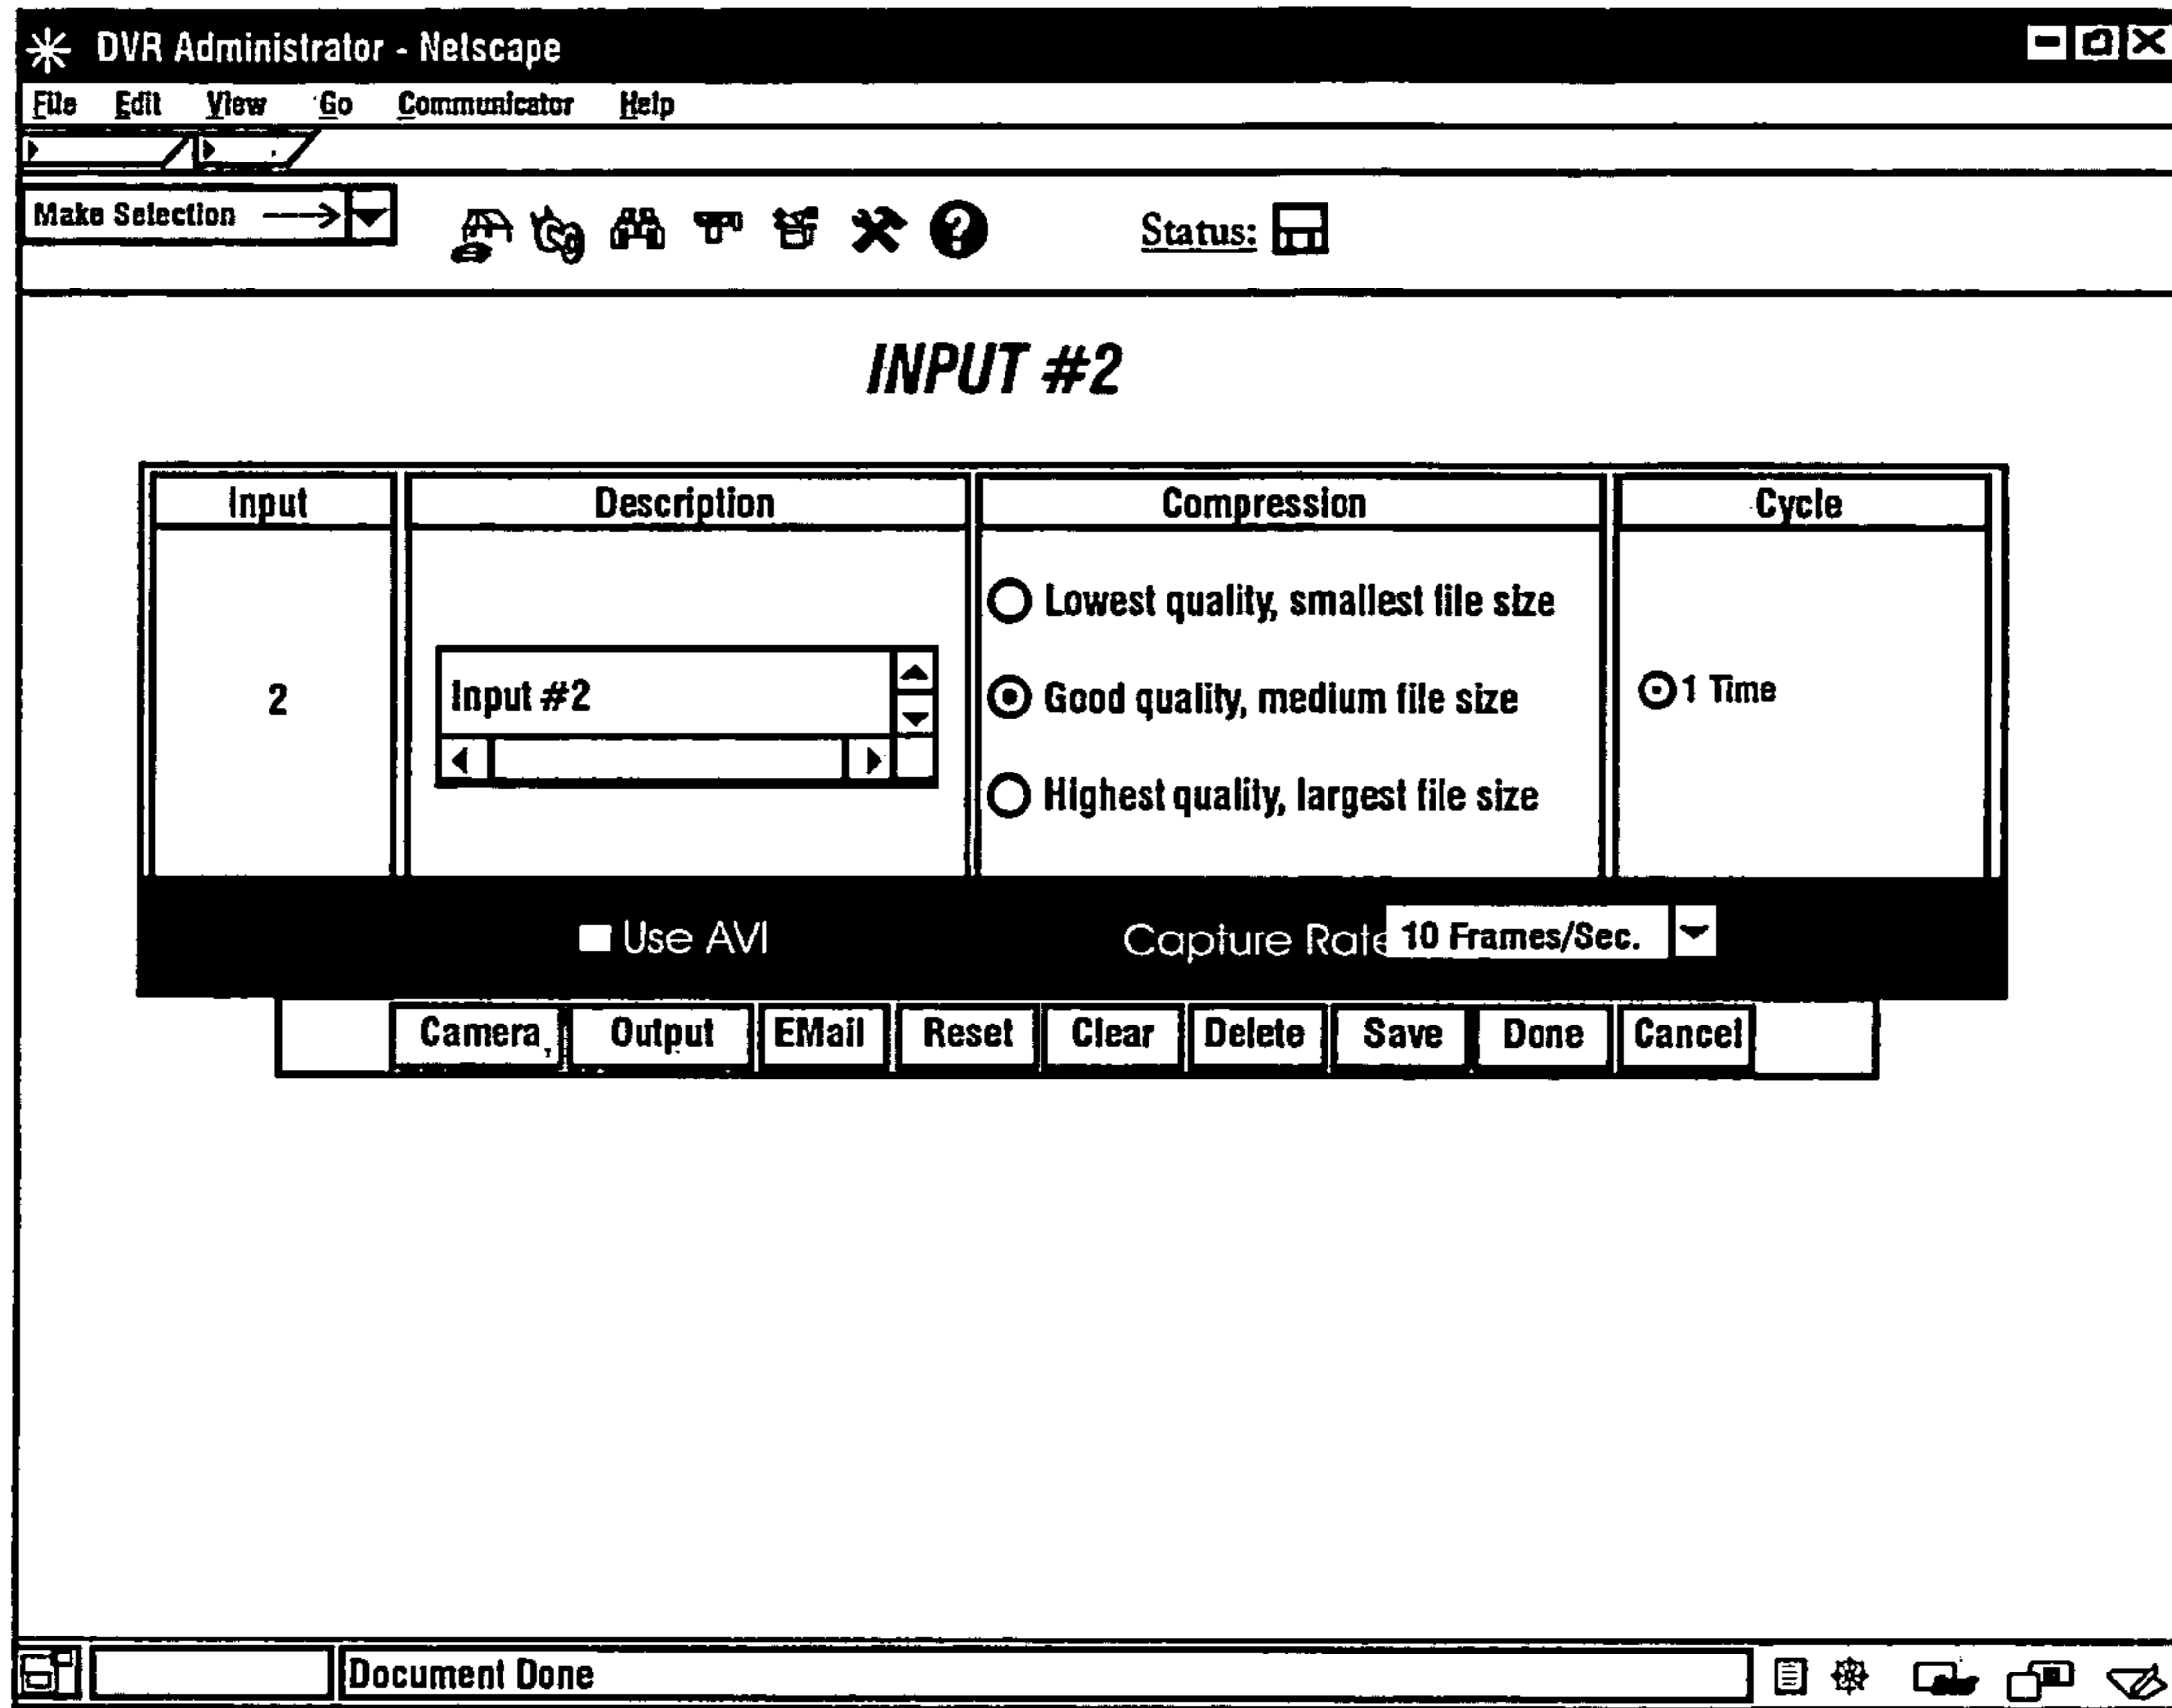 DVR Administrator - Netscape
File Edit View Go Communicator Help
Make Selection Status:
INPUT #2
Input Description Compression Cycle
Lowest quality, smallest file size
2 Input #2 Good quality, medium file size 1 Time
Highest quality, largest file size
Use AVI Capture Rate 10 Frames/Sec.
Camera Output EMail Reset Clear Delete Save Done Cancel
Document Done